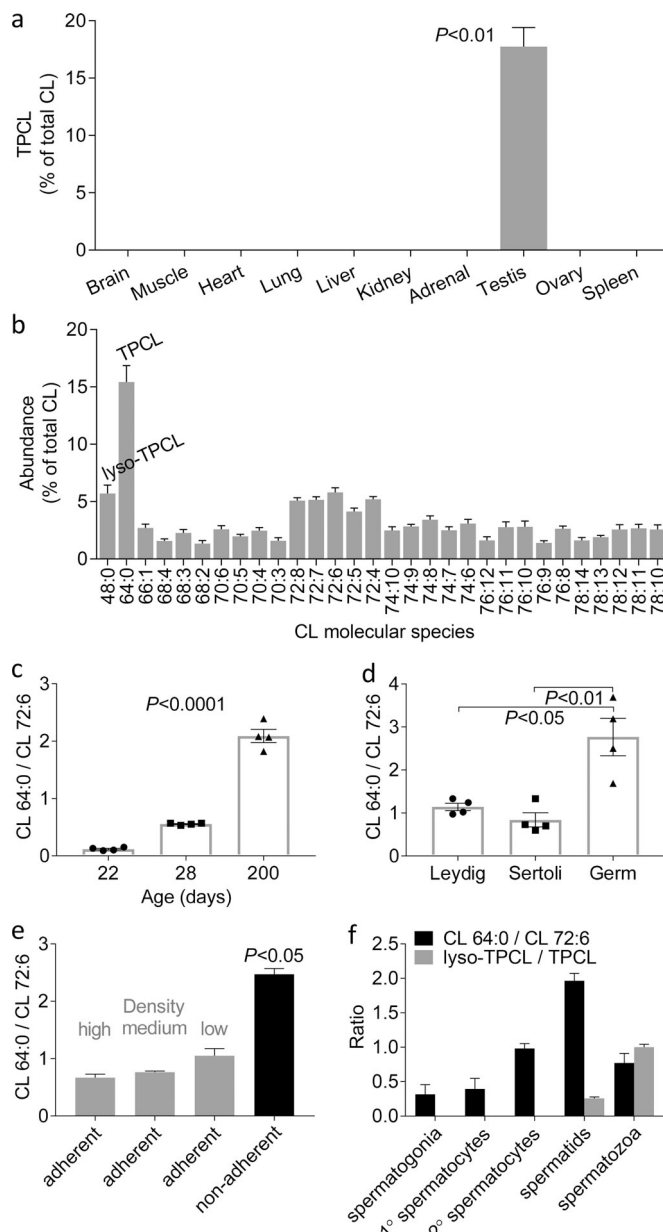 a
P<0.01
TPCL
(% of total CL)
20
15
10
5
0
Brain
Muscle
Heart
Lung
Liver
Kidney
Adrenal
Testis
Ovary
Spleen
b
Abundance
(% of total CL)
20
15
10
5
0
lyso-TPCL
TPCL
48:0
64:0
66:1
68:4
68:3
68:2
70:6
70:5
70:4
70:3
72:8
72:7
72:6
72:5
72:4
74:10
74:9
74:8
74:7
74:6
76:12
76:11
76:10
76:9
76:8
78:14
78:13
78:12
78:11
78:10
CL molecular species
c
CL 64:0 / CL 72:6
3
2
1
0
P<0.0001
22
28
200
Age (days)
d
CL 64:0 / CL 72:6
4
3
2
1
0
P<0.01
P<0.05
Leydig
Sertoli
Germ
e
CL 64:0 / CL 72:6
3
2
1
0
P<0.05
Density
high
medium
low
adherent
adherent
adherent
non-adherent
f
CL 64:0 / CL 72:6
lyso-TPCL / TPCL
Ratio
2.5
2.0
1.5
1.0
0.5
0.0
spermatogonia
1° spermatocytes
spermatocytes
spermatids
spermatozoa